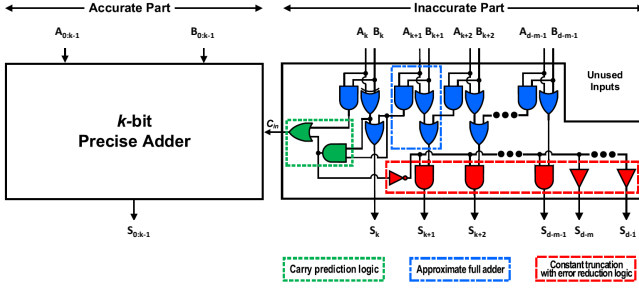 Accurate Part
Inaccurate Part
A0:k-1 B0:k-1
Ak Bk Ak+1 Bk+1 Ak+2 Bk+2 Ad-m-1 Bd-m-1
Unused
Inputs
k-bit
Precise Adder
Cin
S0:k-1
Sk Sk+1 Sk+2 Sd-m-1 Sd-m Sd-1
Carry prediction logic
Approximate full adder
Constant truncation
with error reduction logic